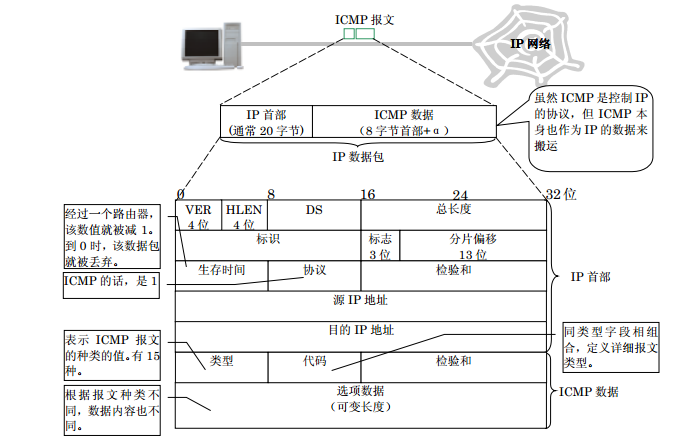 ICMP 报文
IP 网络
IP 首部
(通常 20 字节)
ICMP 数据
（8 字节首部+α）
虽然 ICMP 是控制 IP
的协议，但 ICMP 本
身也作为 IP 的数据来
搬运
IP 数据包
0 8 16 24 32 位
经过一个路由器，
该数值就被减 1。
到 0 时，该数据包
就被丢弃。
VER
4 位
HLEN
4 位
DS
总长度
标识
标志
3 位
分片偏移
13 位
生存时间
协议
检验和
ICMP 的话，是 1
IP 首部
源 IP 地址
目的 IP 地址
表示 ICMP 报文
的种类的值。有 15
种。
同类型字段相组
合，定义详细报文
类型。
类型
代码
检验和
根据报文种类不
同，数据内容也不
同。
选项数据
（可变长度）
ICMP 数据